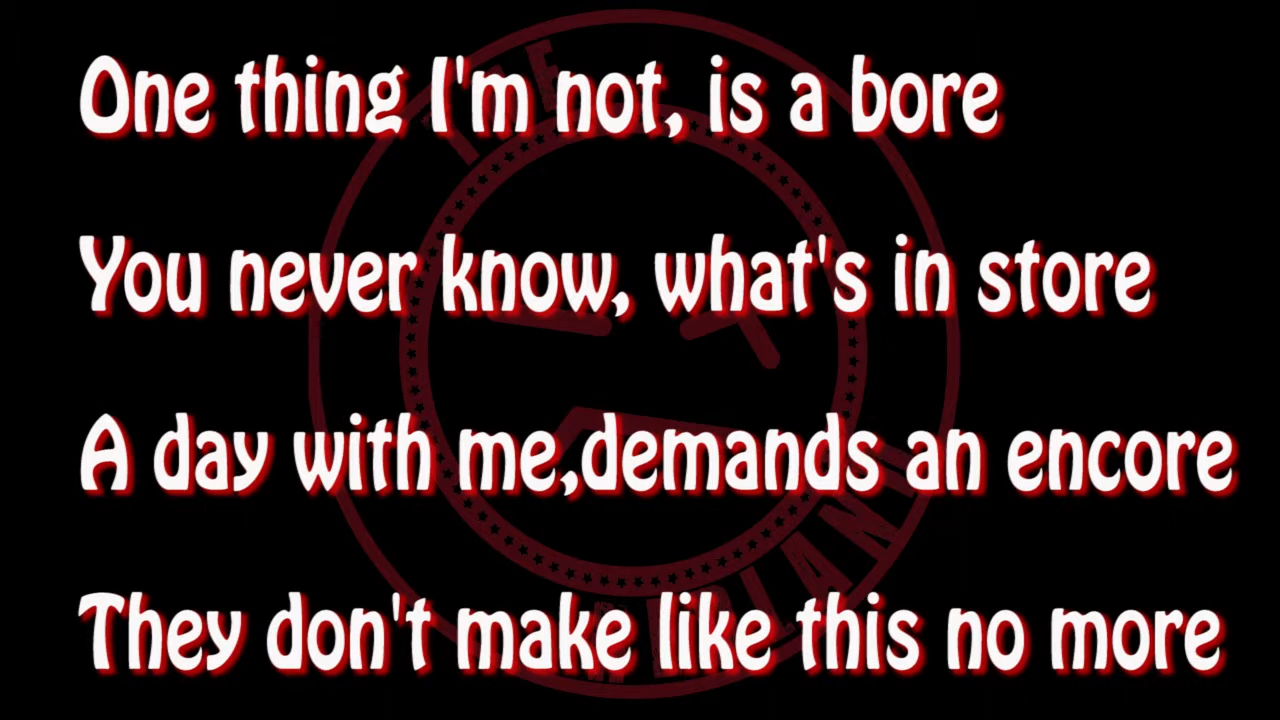 One thing I'm not, is a bore
You never know, what's in store
A day with me,demands an encore
They don't make like this no more
THE